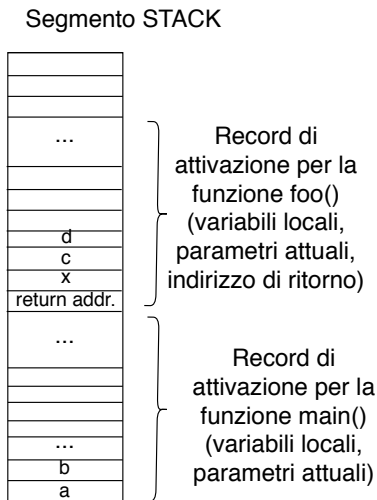 Segmento STACK
...
Record di
attivazione per la
funzione foo()
(variabili locali,
parametri attuali,
indirizzo di ritorno)
d
c
x
return addr.
...
Record di
attivazione per la
funzione main()
(variabili locali,
parametri attuali)
...
b
a